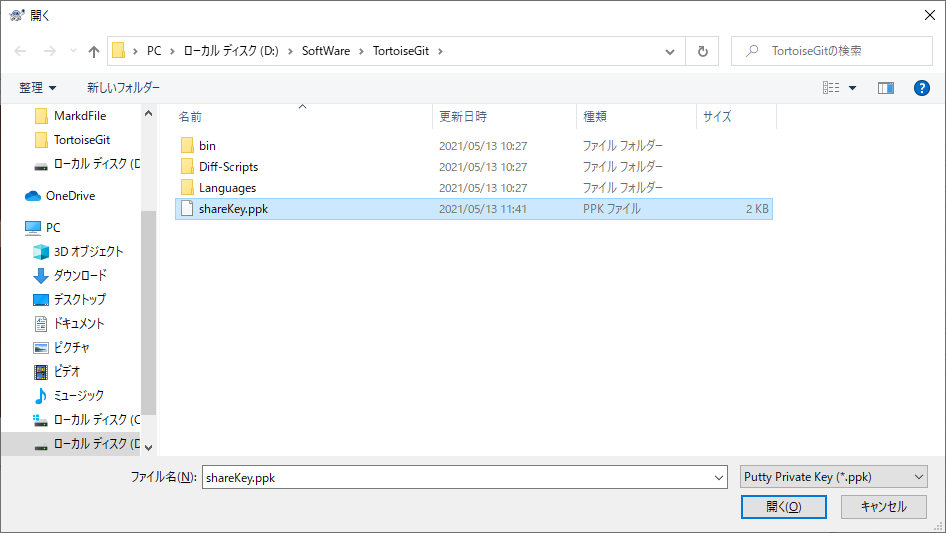 開く
PC > ローカル ディスク (D:) > SoftWare > TortoiseGit >
TortoiseGitの検索
整理
新しいフォルダー
MarkdFile
TortoiseGit
ローカル ディスク (D
OneDrive
PC
3D オブジェクト
ダウンロード
デスクトップ
ドキュメント
ピクチャ
ビデオ
ミュージック
ローカル ディスク (C
ローカル ディスク (D
名前 更新日時 種類 サイズ
bin 2021/05/13 10:27 ファイル フォルダー
Diff-Scripts 2021/05/13 10:27 ファイル フォルダー
Languages 2021/05/13 10:27 ファイル フォルダー
shareKey.ppk 2021/05/13 11:41 PPK ファイル 2 KB
ファイル名(N): shareKey.ppk
Putty Private Key (*.ppk)
開く(O)
キャンセル